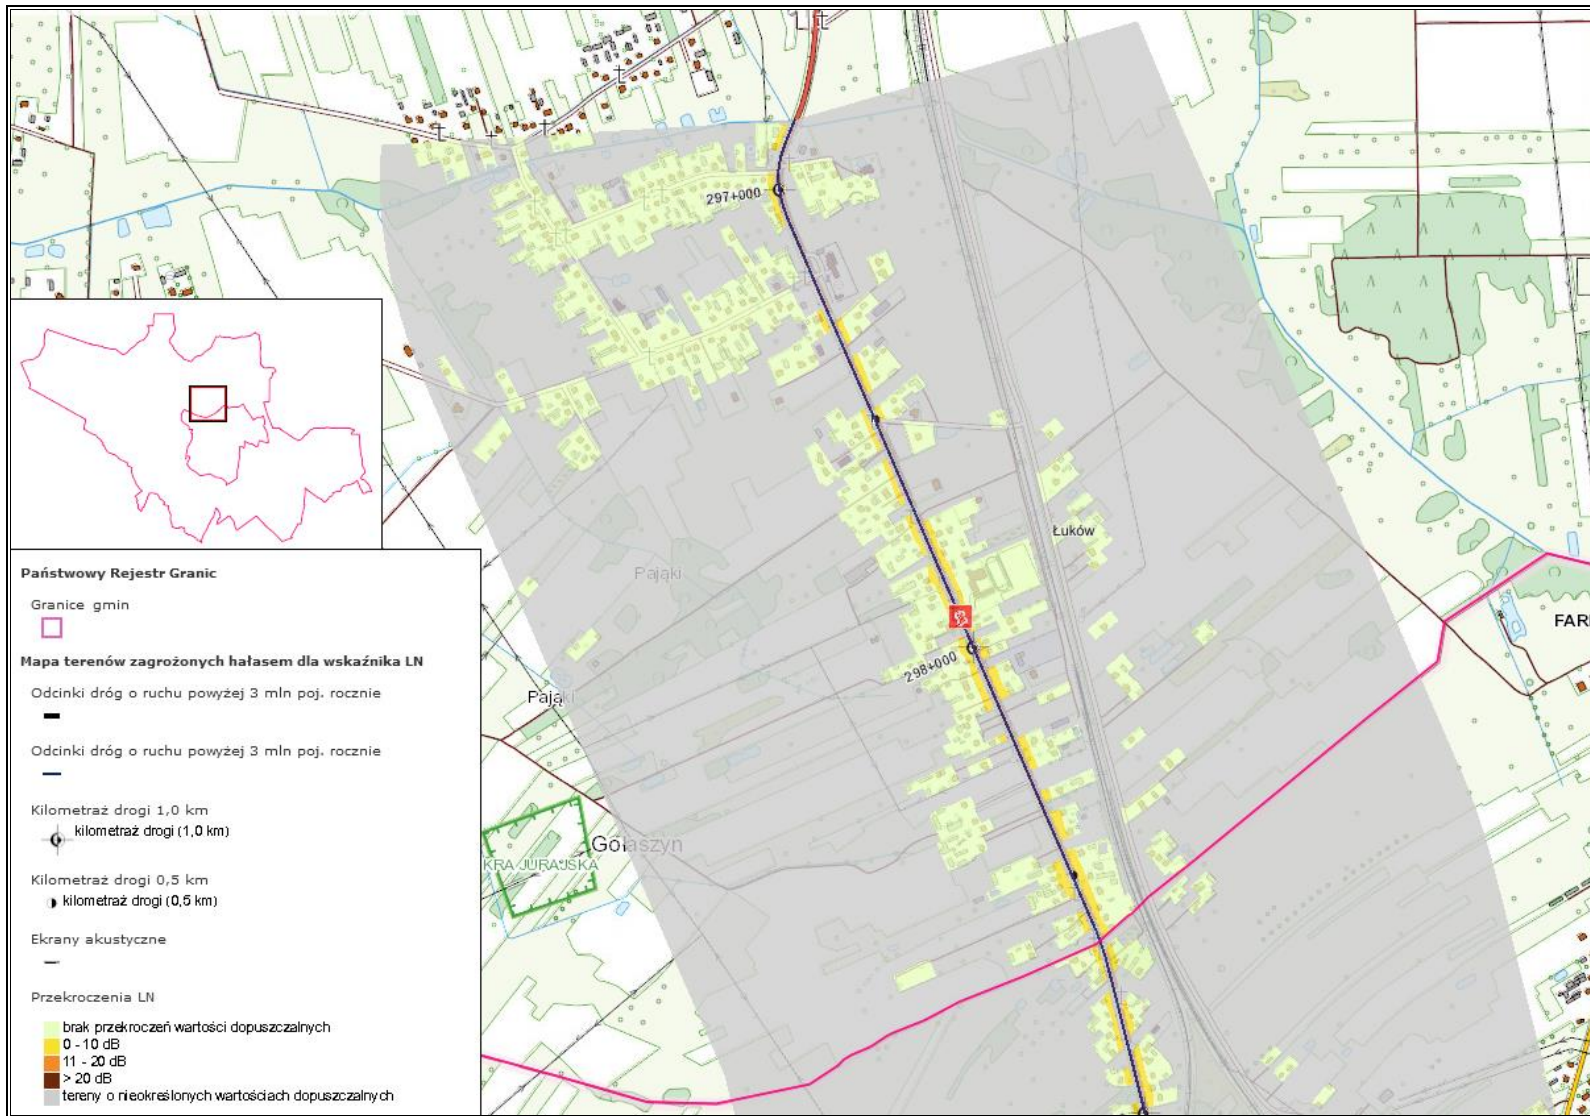 297+000
Łuków
Pająki
298+000
FAR
Pająki
Gołaszyn
KRA JURAJSKA
Państwowy Rejestr Granic
Granice gmin
Mapa terenów zagrożonych hałasem dla wskaźnika LN
Odcinki dróg o ruchu powyżej 3 mln poj. rocznie
Odcinki dróg o ruchu powyżej 3 mln poj. rocznie
Kilometraż drogi 1,0 km
kilometraż drogi (1,0 km)
Kilometraż drogi 0,5 km
kilometraż drogi (0,5 km)
Ekrany akustyczne
Przekroczenia LN
brak przekroczeń wartości dopuszczalnych
0 - 10 dB
11 - 20 dB
> 20 dB
tereny o nieokreślonych wartościach dopuszczalnych